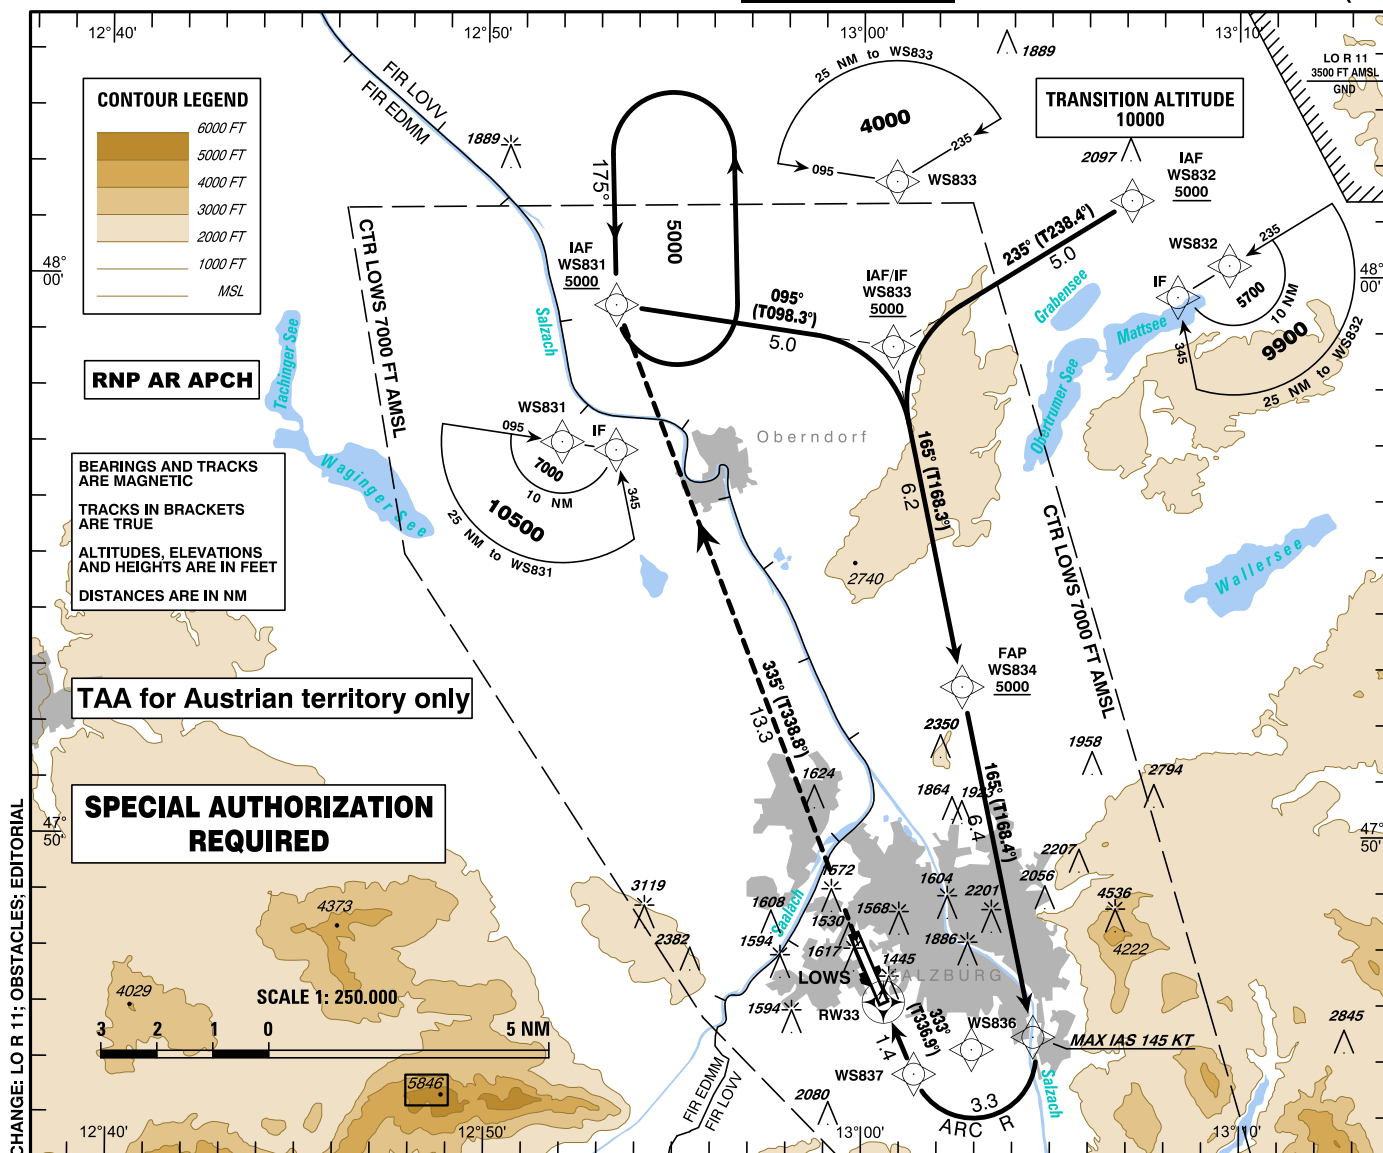 12°40'
12°50'
13°00'
13°10'
CONTOUR LEGEND
6000 FT
5000 FT
4000 FT
3000 FT
2000 FT
1000 FT
MSL
FIR LOVV
FIR EDMM
1889
25 NM to WS833
4000
095
235
WS833
1889
TRANSITION ALTITUDE
10000
2097
LO R 11
3500 FT AMSL
GND
IAF
WS832
5000
175°
5000
IAF
WS831
5000
CTR LOWS 7000 FT AMSL
48°
00'
095°
(T098.3°)
5.0
IAF/IF
WS833
5000
235° (T238.4°)
5.0
WS832
235
IF
5700
10 NM
9900
25 NM to WS832
345
48°
00'
Grabensee
Mattsee
Obertrumer See
Salzach
Tachinger See
RNP AR APCH
WS831
095
IF
7000
10 NM
10500
25 NM to WS831
345
Oberndorf
165° (T168.3°)
6.2
BEARINGS AND TRACKS
ARE MAGNETIC
TRACKS IN BRACKETS
ARE TRUE
ALTITUDES, ELEVATIONS
AND HEIGHTS ARE IN FEET
DISTANCES ARE IN NM
Waginger See
CTR LOWS 7000 FT AMSL
Wallersee
2740
FAP
WS834
5000
TAA for Austrian territory only
335° (T338.8°)
13.3
2350
1958
2794
1624
1864
1923
165° (T168.4°)
6.4
SPECIAL AUTHORIZATION
REQUIRED
47°
50'
47°
50'
2207
2056
4536
4222
3119
2382
1572
1608
1530
1594
1617
1568
1604
2201
1886
1445
Saalach
4373
4029
SCALE 1: 250.000
3
2
1
0
5 NM
LOWS
SALZBURG
RW33
1594
333°
(T336.9°)
1.4
WS836
MAX IAS 145 KT
2845
WS837
Salzach
3.3
ARC R
5846
2080
FIR EDMM
FIR LOVV
12°40'
12°50'
13°00'
13°10'
CHANGE: LO R 11; OBSTACLES; EDITORIAL